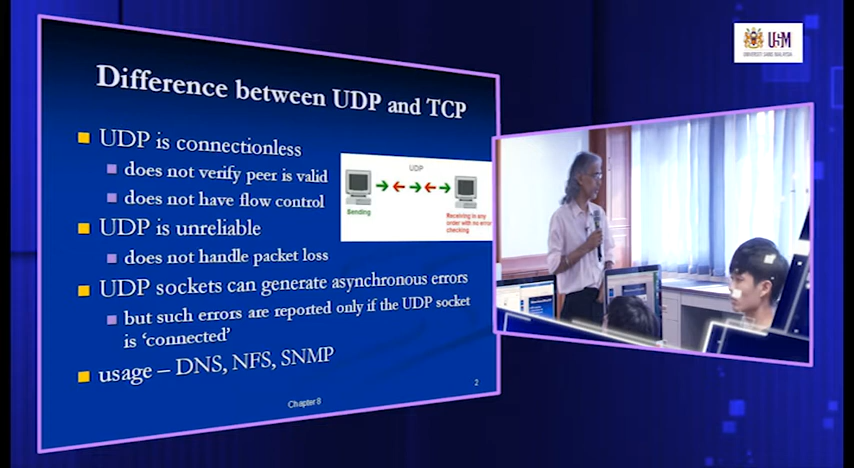 USM
UNIVERSITI SAINS MALAYSIA
Difference between UDP and TCP
UDP is connectionless
does not verify peer is valid
does not have flow control
UDP is unreliable
does not handle packet loss
UDP sockets can generate asynchronous errors
but such errors are reported only if the UDP socket
is ‘connected’
usage – DNS, NFS, SNMP
UDP
Sending
Receiving in any
order with no error
checking
Chapter 8
2